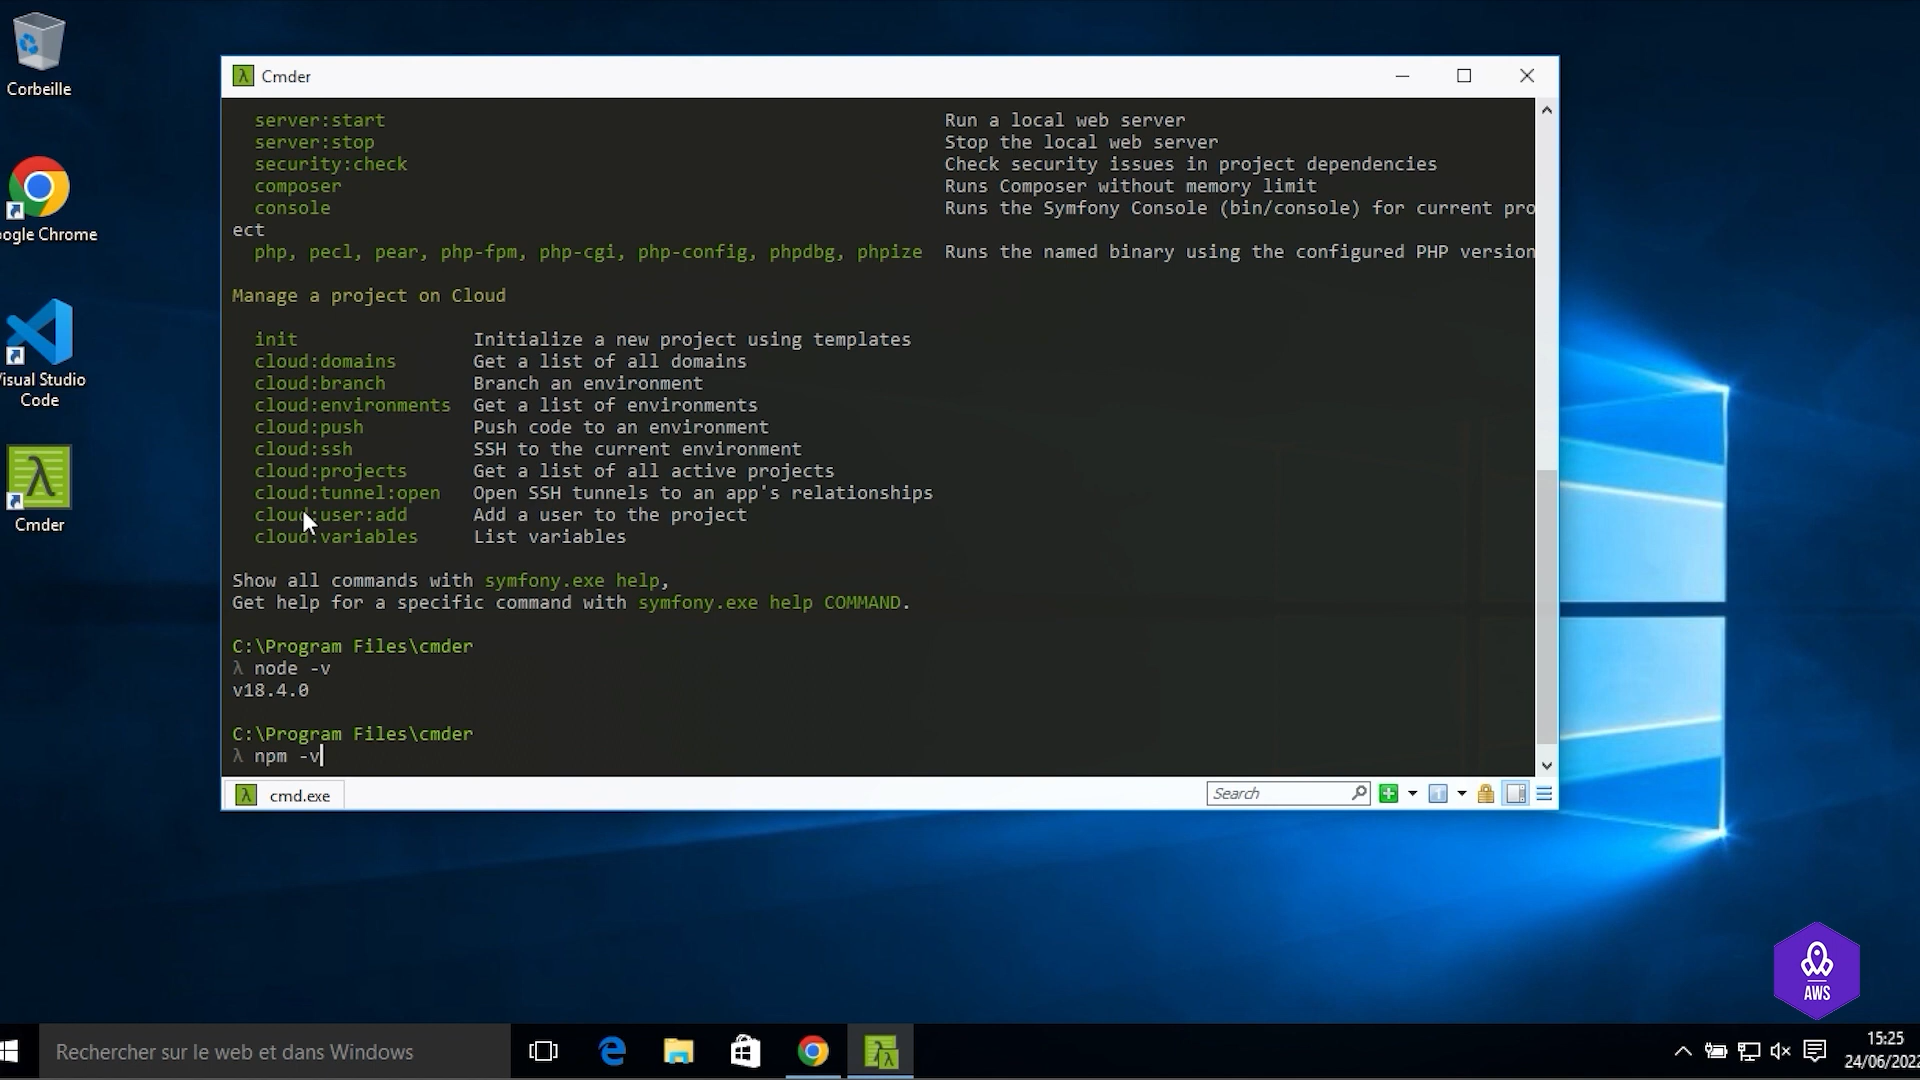 Corbeille
ogle Chrome
isual Studio
Code
Cmder
Cmder
server:start Run a local web server
server:stop Stop the local web server
security:check Check security issues in project dependencies
composer Runs Composer without memory limit
console Runs the Symfony Console (bin/console) for current pro
ect
php, pecl, pear, php-fpm, php-cgi, php-config, phpdbg, phpize Runs the named binary using the configured PHP version
Manage a project on Cloud
init Initialize a new project using templates
cloud:domains Get a list of all domains
cloud:branch Branch an environment
cloud:environments Get a list of environments
cloud:push Push code to an environment
cloud:ssh SSH to the current environment
cloud:projects Get a list of all active projects
cloud:tunnel:open Open SSH tunnels to an app's relationships
cloud:user:add Add a user to the project
cloud:variables List variables
Show all commands with symfony.exe help,
Get help for a specific command with symfony.exe help COMMAND.
C:\Program Files\cmder
λ node -v
v18.4.0
C:\Program Files\cmder
λ npm -v
cmd.exe
Search
AWS
Rechercher sur le web et dans Windows
15:25
24/06/2022